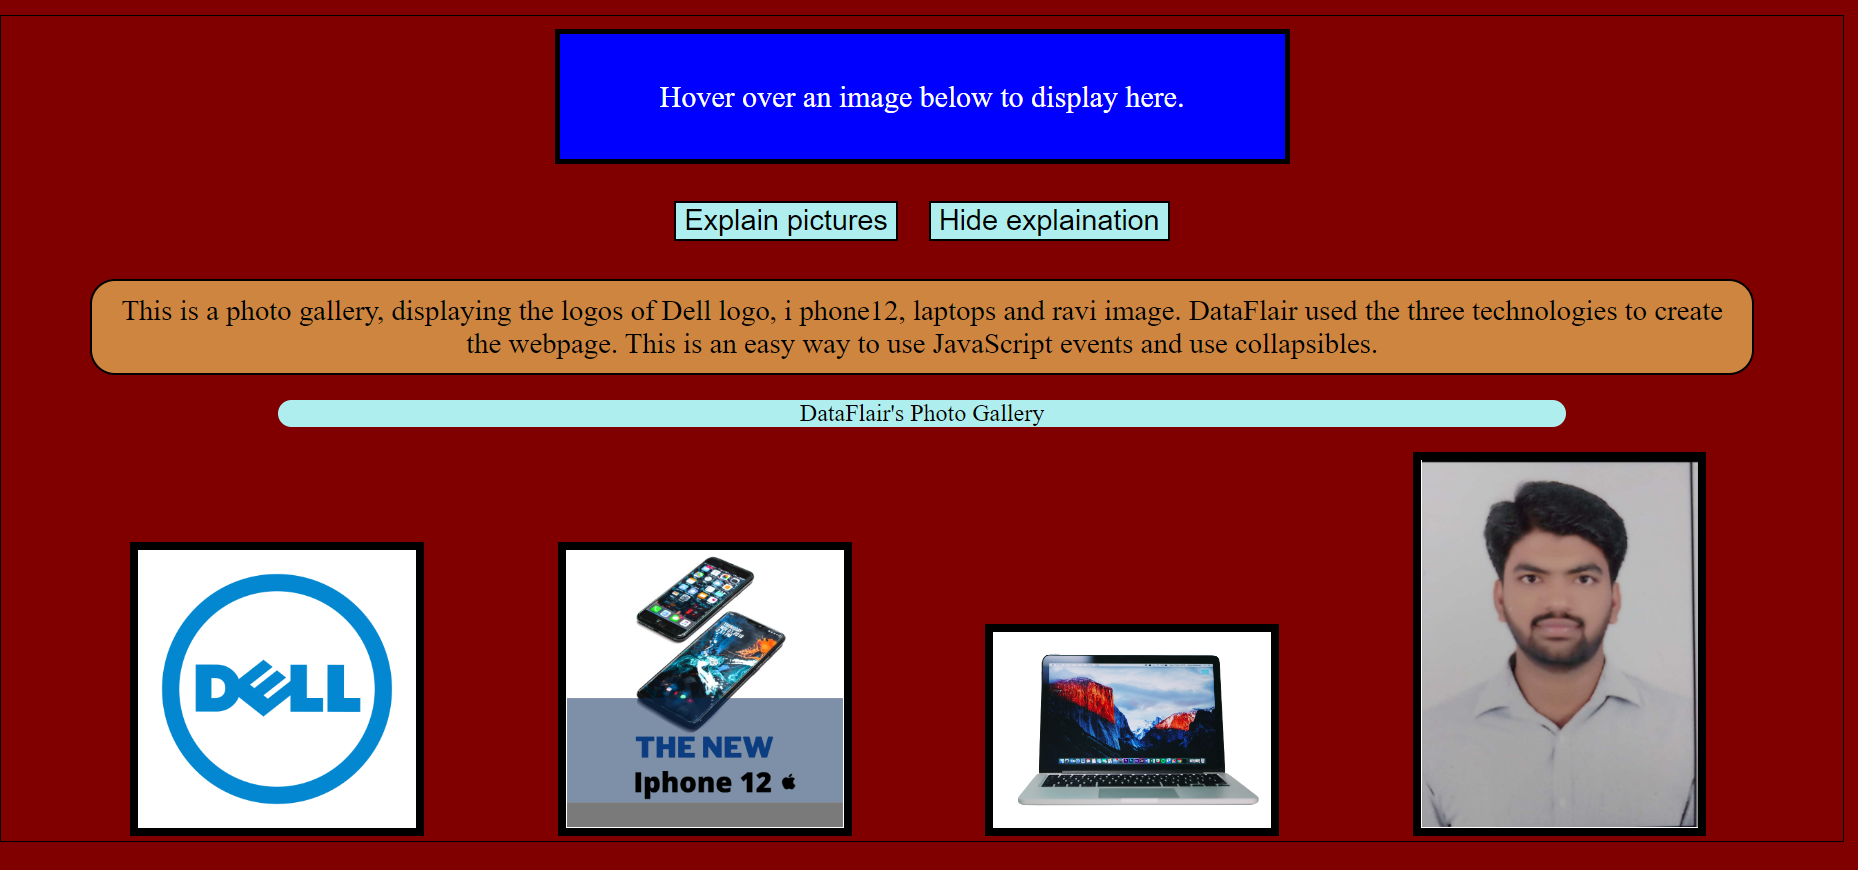 Hover over an image below to display here.
Explain pictures
Hide explaination
This is a photo gallery, displaying the logos of Dell logo, i phone12, laptops and ravi image. DataFlair used the three technologies to create
the webpage. This is an easy way to use JavaScript events and use collapsibles.
DataFlair's Photo Gallery
DELL
THE NEW
Iphone 12